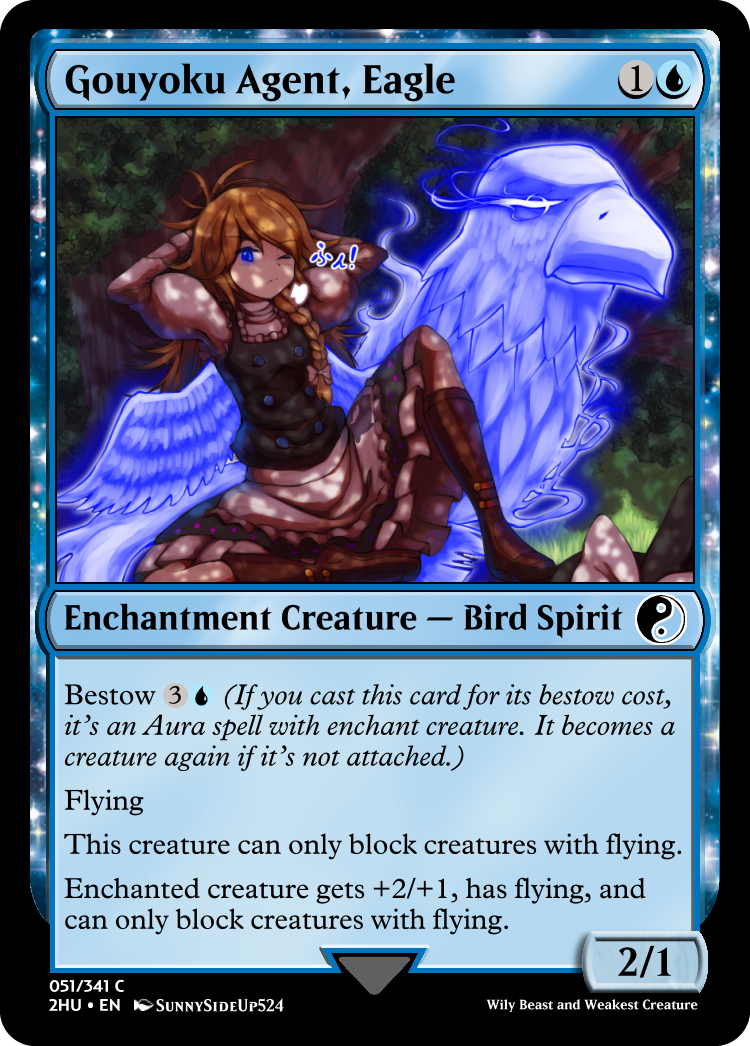 Gouyoku Agent, Eagle 1
ふん!
Enchantment Creature — Bird Spirit
Bestow 3 (If you cast this card for its bestow cost,
it's an Aura spell with enchant creature. It becomes a
creature again if it's not attached.)
Flying
This creature can only block creatures with flying.
Enchanted creature gets +2/+1, has flying, and
can only block creatures with flying.
2/1
051/341 C
2HU • EN SunnySideUp524
Wily Beast and Weakest Creature